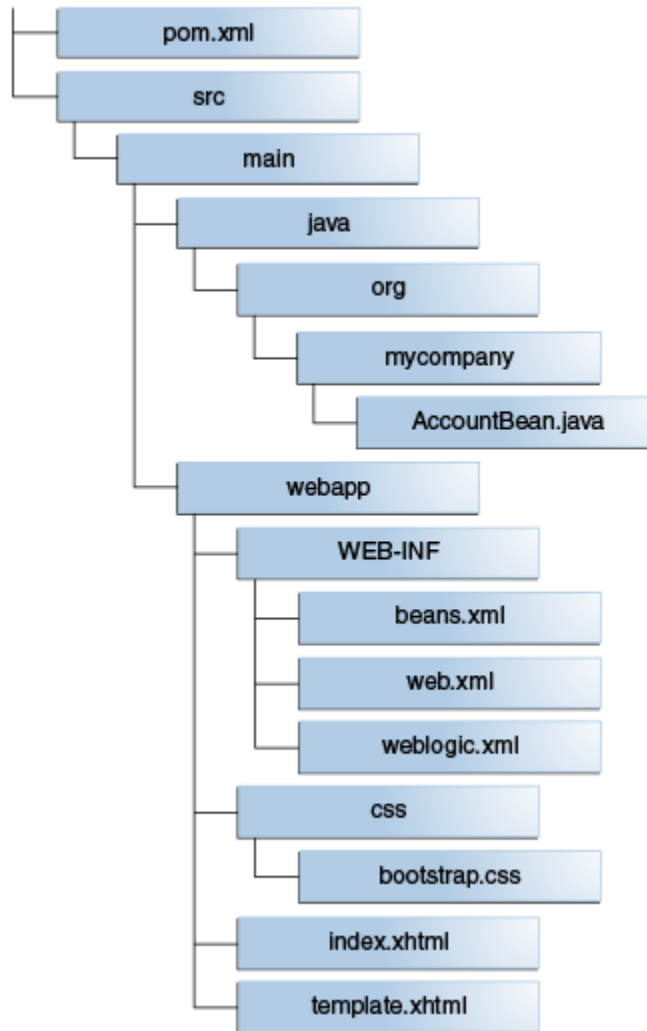 pom.xml
src
main
java
org
mycompany
AccountBean.java
webapp
WEB-INF
beans.xml
web.xml
weblogic.xml
css
bootstrap.css
index.xhtml
template.xhtml